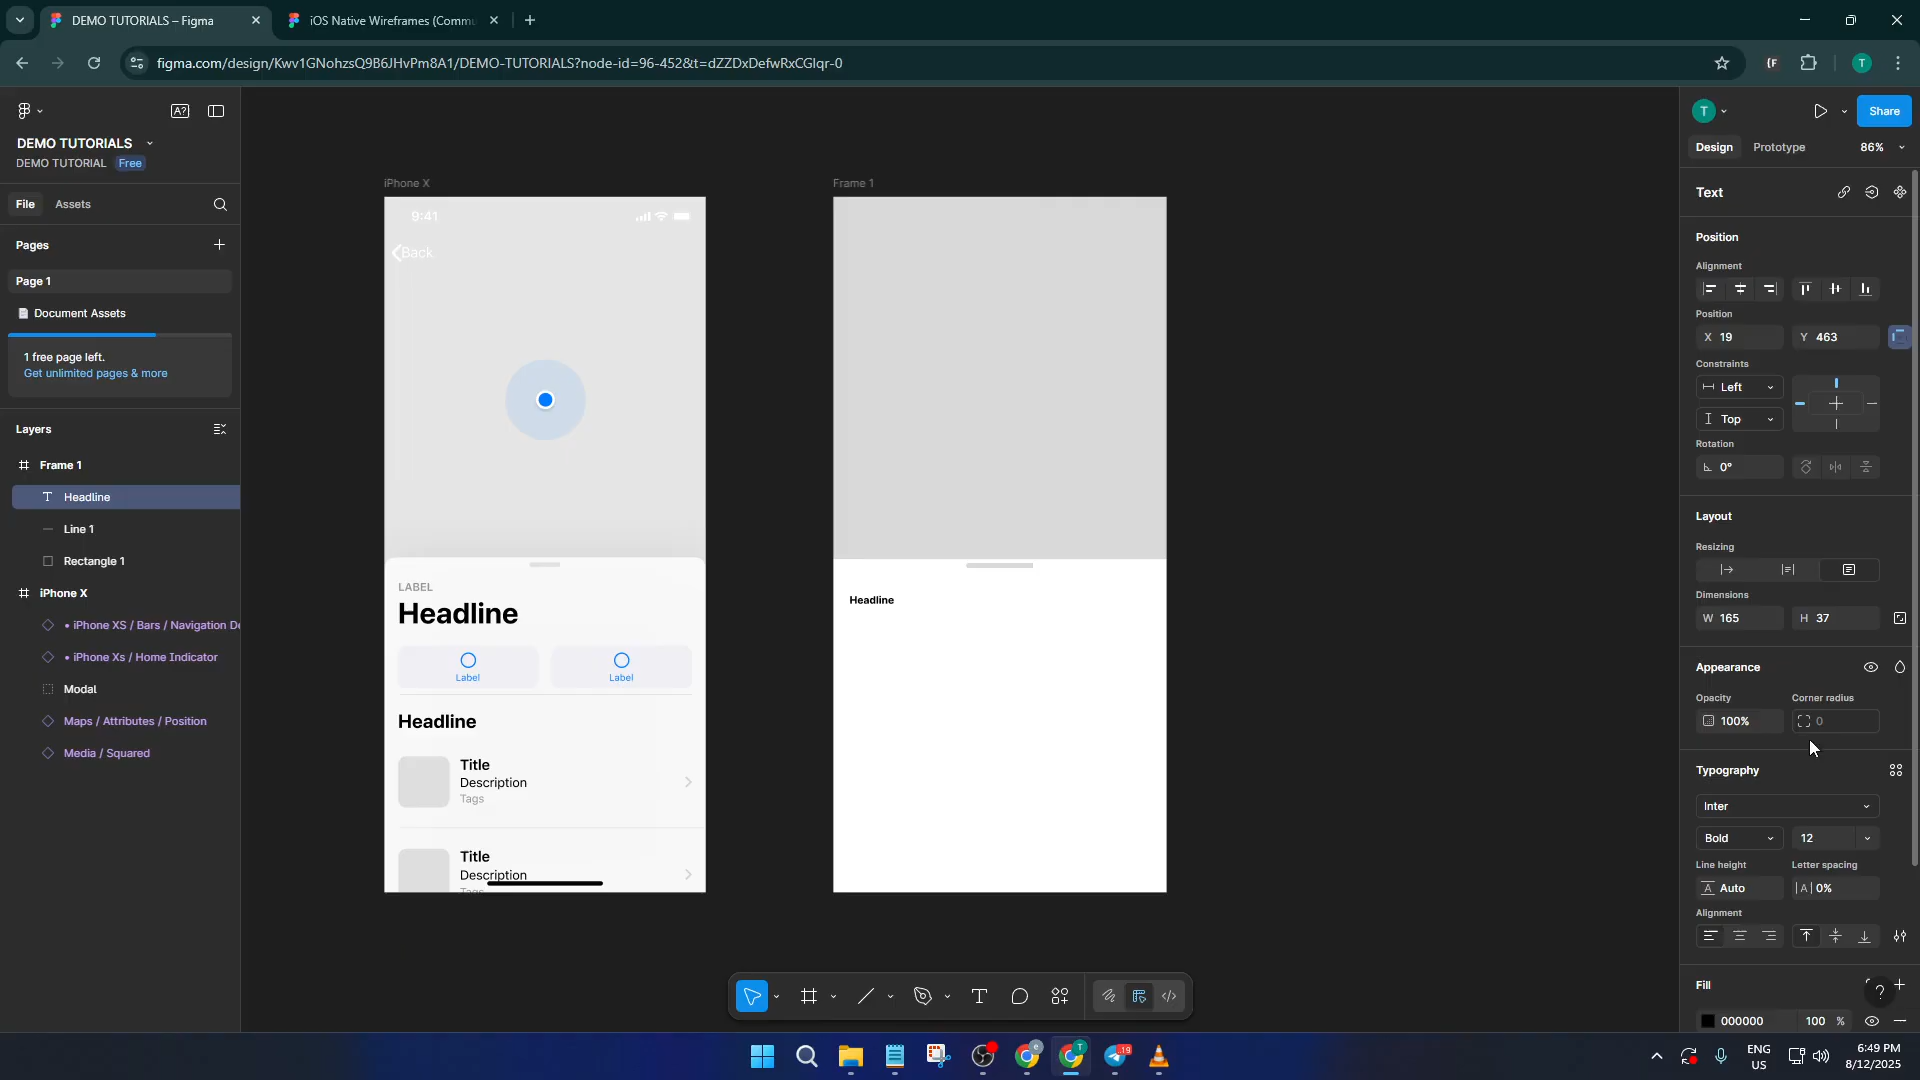 DEMO TUTORIALS – Figma
iOS Native Wireframes (Commu
figma.com/design/Kwv1GNohzsQ9B6JHvPm8A1/DEMO-TUTORIALS?node-id=96-452&t=dZZDxDefwRxCGlqr-0
T
A?
DEMO TUTORIALS
DEMO TUTORIAL Free
File Assets
Pages
Page 1
Document Assets
1 free page left.
Get unlimited pages & more
Layers
Frame 1
Headline
Line 1
Rectangle 1
iPhone X
• iPhone XS / Bars / Navigation De
• iPhone Xs / Home Indicator
Modal
Maps / Attributes / Position
Media / Squared
iPhone X
9:41
Back
LABEL
Headline
Label Label
Headline
Title
Description
Tags
Title
Description
Tags
Frame 1
Headline
T Share
Design Prototype 86%
Text
Position
Alignment
Position
X 19 Y 463
Constraints
Left
Top
Rotation
0°
Layout
Resizing
Dimensions
W 165 H 37
Appearance
Opacity Corner radius
100% 0
Typography
Inter
Bold 12
Line height Letter spacing
Auto |A| 0%
Alignment
Fill
?
000000 100 %
19
ENG
US
6:49 PM
8/12/2025